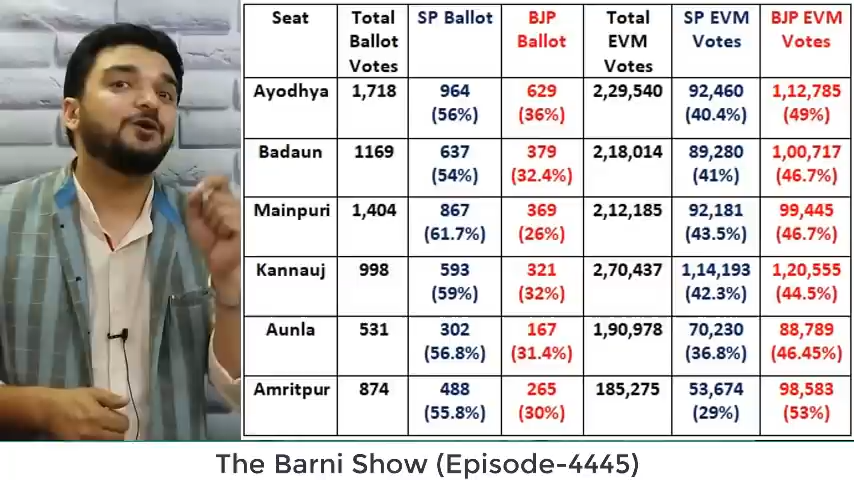 Seat Total Ballot Votes SP Ballot BJP Ballot Total EVM Votes SP EVM Votes BJP EVM Votes
Ayodhya 1,718 964 (56%) 629 (36%) 2,29,540 92,460 (40.4%) 1,12,785 (49%)
Badaun 1169 637 (54%) 379 (32.4%) 2,18,014 89,280 (41%) 1,00,717 (46.7%)
Mainpuri 1,404 867 (61.7%) 369 (26%) 2,12,185 92,181 (43.5%) 99,445 (46.7%)
Kannauj 998 593 (59%) 321 (32%) 2,70,437 1,14,193 (42.3%) 1,20,555 (44.5%)
Aunla 531 302 (56.8%) 167 (31.4%) 1,90,978 70,230 (36.8%) 88,789 (46.45%)
Amritpur 874 488 (55.8%) 265 (30%) 185,275 53,674 (29%) 98,583 (53%)
The Barni Show (Episode-4445)